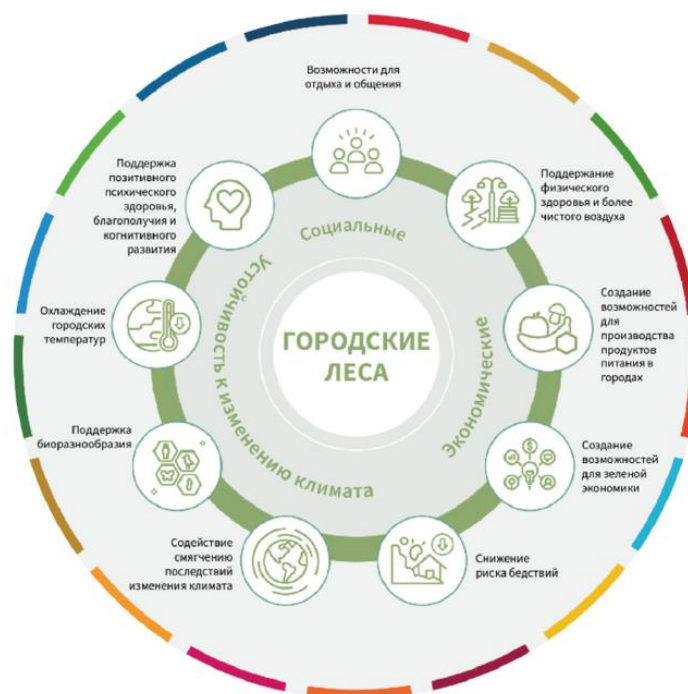 Возможности для
отдыха и общения
Поддержание
физического
здоровья и более
чистого воздуха
Создание
возможностей
для
производства
продуктов
питания в
городах
Создание
возможностей
для зеленой
экономики
Снижение
риска бедствий
Содействие
смягчению
последствий
изменения климата
Поддержка
биоразнообразия
Охлаждение
городских
температур
Поддержка
позитивного
психического
здоровья,
благополучия и
когнитивного
развития
Социальные
Экономические
Устойчивость к изменению климата
ГОРОДСКИЕ
ЛЕСА